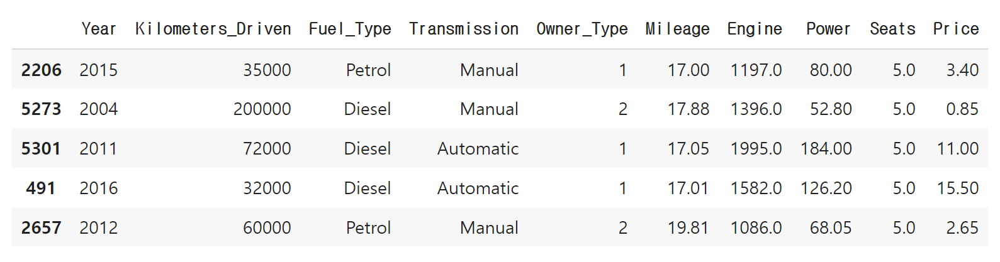 Year Kilometers_Driven Fuel_Type Transmission Owner_Type Mileage Engine Power Seats Price
2206 2015 35000 Petrol Manual 1 17.00 1197.0 80.00 5.0 3.40
5273 2004 200000 Diesel Manual 2 17.88 1396.0 52.80 5.0 0.85
5301 2011 72000 Diesel Automatic 1 17.05 1995.0 184.00 5.0 11.00
491 2016 32000 Diesel Automatic 1 17.01 1582.0 126.20 5.0 15.50
2657 2012 60000 Petrol Manual 2 19.81 1086.0 68.05 5.0 2.65